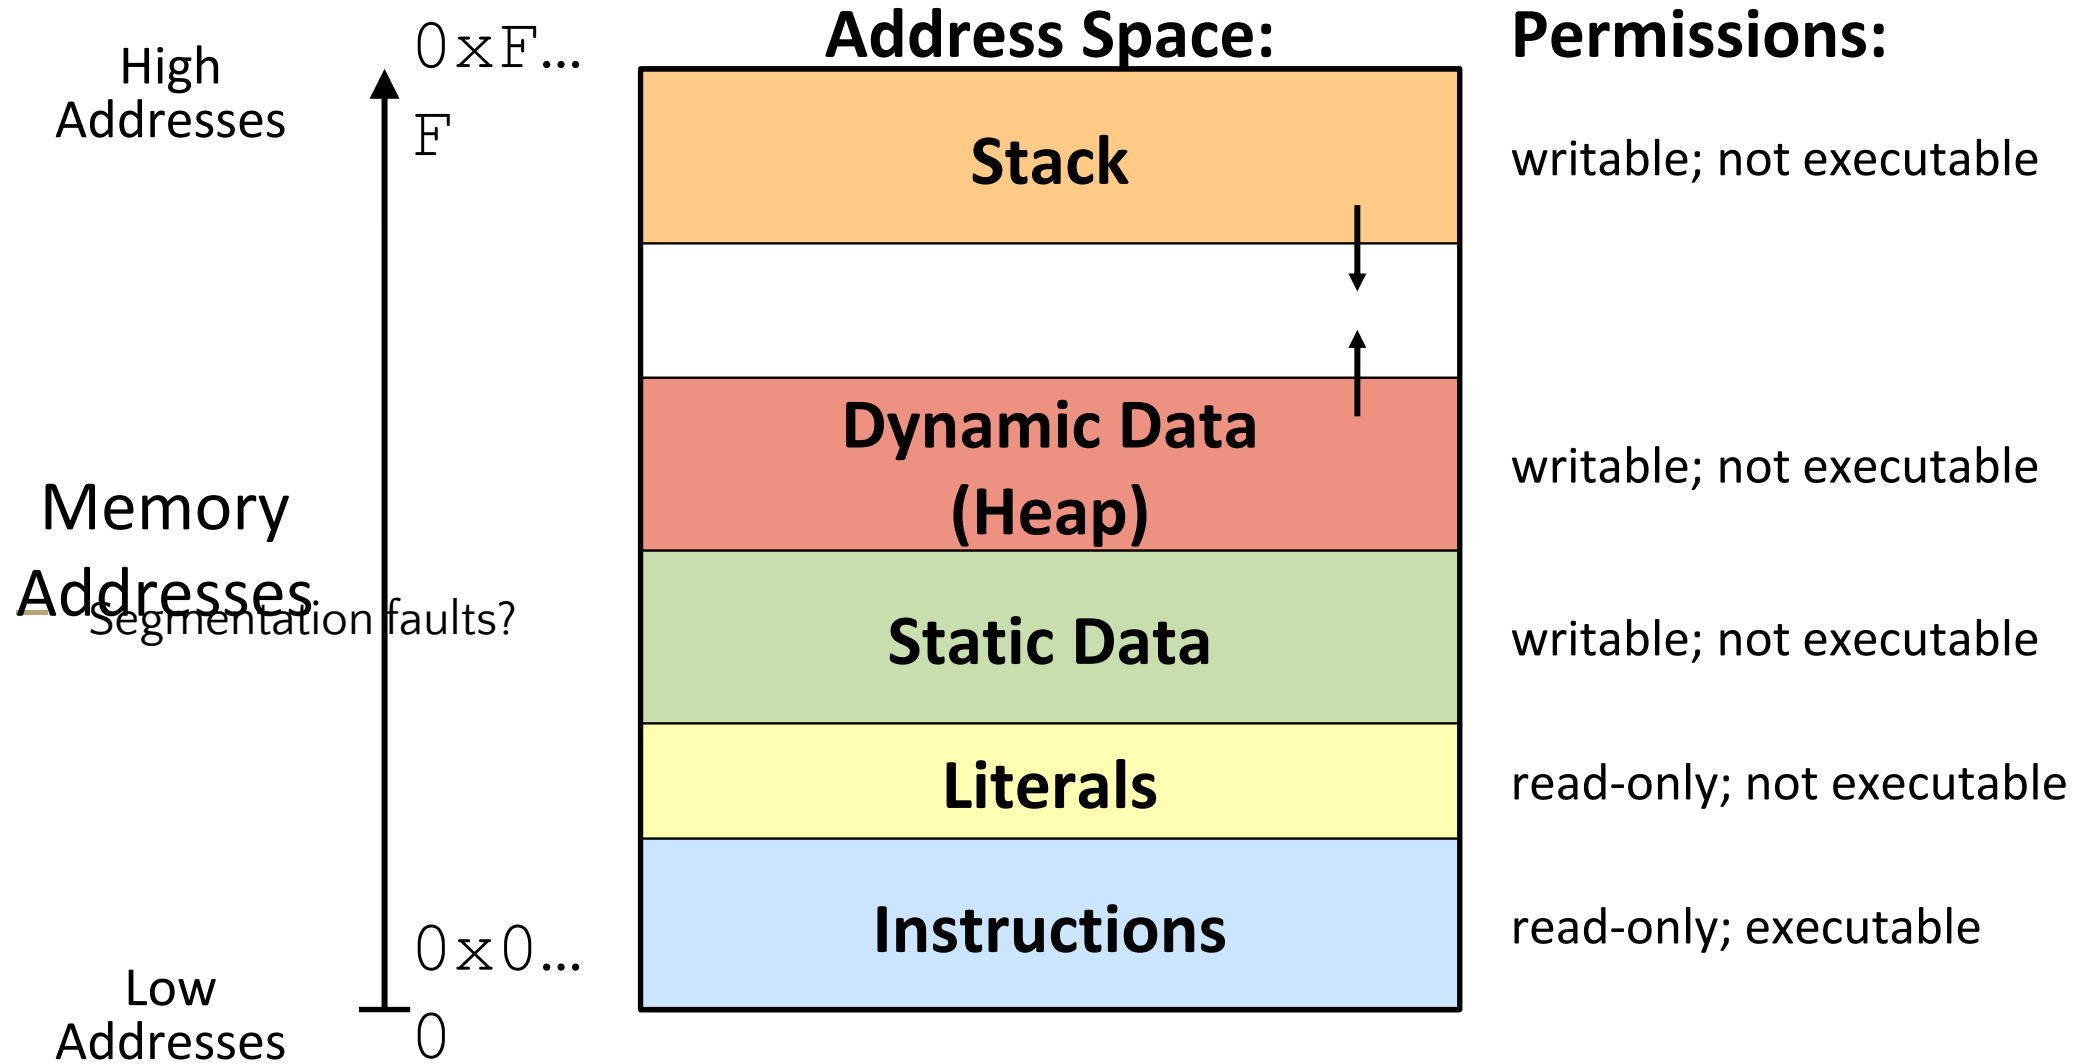 Address Space:
Permissions:
High
Addresses
0xF…
F
Stack
writable; not executable
Dynamic Data
(Heap)
writable; not executable
Memory
Addresses
Segmentation faults?
Static Data
writable; not executable
Literals
read-only; not executable
Instructions
read-only; executable
0x0…
0
Low
Addresses